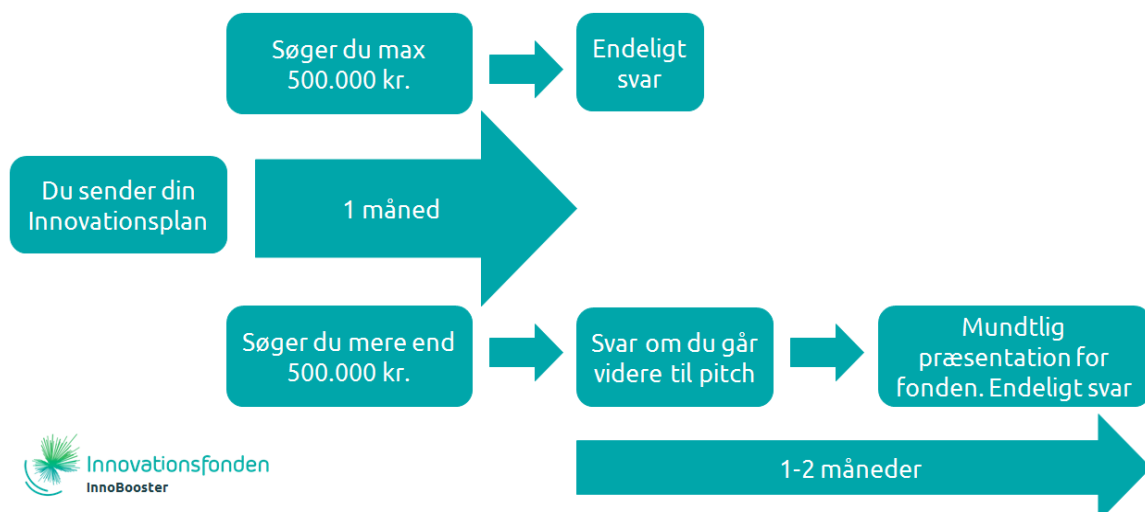 Søger du max
500.000 kr.
Endeligt
svar
Du sender din
Innovationsplan
1 måned
Søger du mere end
500.000 kr.
Svar om du går
videre til pitch
Mundtlig
præsentation for
fonden. Endeligt svar
1-2 måneder
Innovationsfonden
InnoBooster